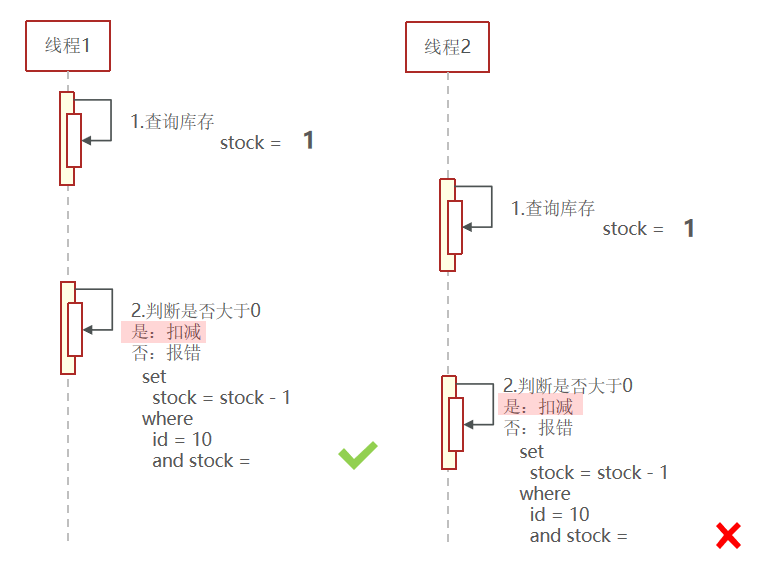 线程1
1.查询库存
stock = 1
2.判断是否大于0
是：扣减
否：报错
set
stock = stock - 1
where
id = 10
and stock =
线程2
1.查询库存
stock = 1
2.判断是否大于0
是：扣减
否：报错
set
stock = stock - 1
where
id = 10
and stock =